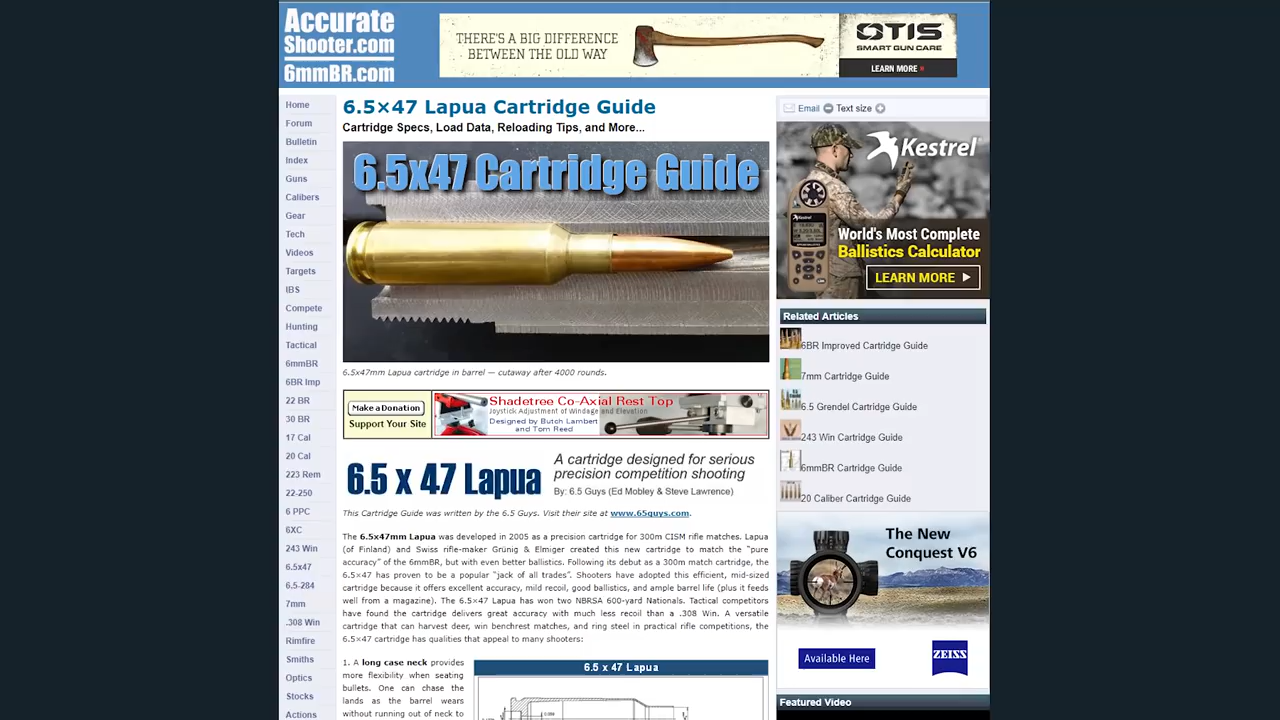 Accurate
Shooter.com
6mmBR.com
THERE'S A BIG DIFFERENCE
BETWEEN THE OLD WAY
OTIS
SMART GUN CARE
LEARN MORE
Home
Forum
Bulletin
Index
Guns
Calibers
Gear
Tech
Videos
Targets
IBS
Compete
Hunting
Tactical
6mmBR
6BR Imp
22 BR
30 BR
17 Cal
20 Cal
223 Rem
22-250
6 PPC
6XC
243 Win
6.5x47
6.5-284
7mm
.308 Win
Rimfire
Smiths
Optics
Stocks
Actions
6.5×47 Lapua Cartridge Guide
Cartridge Specs, Load Data, Reloading Tips, and More...
6.5x47 Cartridge Guide
6.5x47mm Lapua cartridge in barrel — cutaway after 4000 rounds.
Make a Donation
Support Your Site
Shadetree Co-Axial Rest Top
Joystick Adjustment of Windage and Elevation
Designed by Butch Lambert
and Tom Reed
6.5 x 47 Lapua
A cartridge designed for serious
precision competition shooting
By: 6.5 Guys (Ed Mobley & Steve Lawrence)
This Cartridge Guide was written by the 6.5 Guys. Visit their site at www.65guys.com.
The 6.5x47mm Lapua was developed in 2005 as a precision cartridge for 300m CISM rifle matches. Lapua
(of Finland) and Swiss rifle-maker Grünig & Elmiger created this new cartridge to match the "pure
accuracy" of the 6mmBR, but with even better ballistics. Following its debut as a 300m match cartridge, the
6.5×47 has proven to be a popular "jack of all trades". Shooters have adopted this efficient, mid-sized
cartridge because it offers excellent accuracy, mild recoil, good ballistics, and ample barrel life (plus it feeds
well from a magazine). The 6.5×47 Lapua has won two NBRSA 600-yard Nationals. Tactical competitors
have found the cartridge delivers great accuracy with much less recoil than a .308 Win. A versatile
cartridge that can harvest deer, win benchrest matches, and ring steel in practical rifle competitions, the
6.5×47 cartridge has qualities that appeal to many shooters:
1. A long case neck provides
more flexibility when seating
bullets. One can chase the
lands as the barrel wears
without running out of neck to
6.5 x 47 Lapua
Email
Text size
Kestrel
World's Most Complete
Ballistics Calculator
LEARN MORE
Related Articles
6BR Improved Cartridge Guide
7mm Cartridge Guide
6.5 Grendel Cartridge Guide
243 Win Cartridge Guide
6mmBR Cartridge Guide
20 Caliber Cartridge Guide
The New
Conquest V6
Available Here
ZEISS
Featured Video